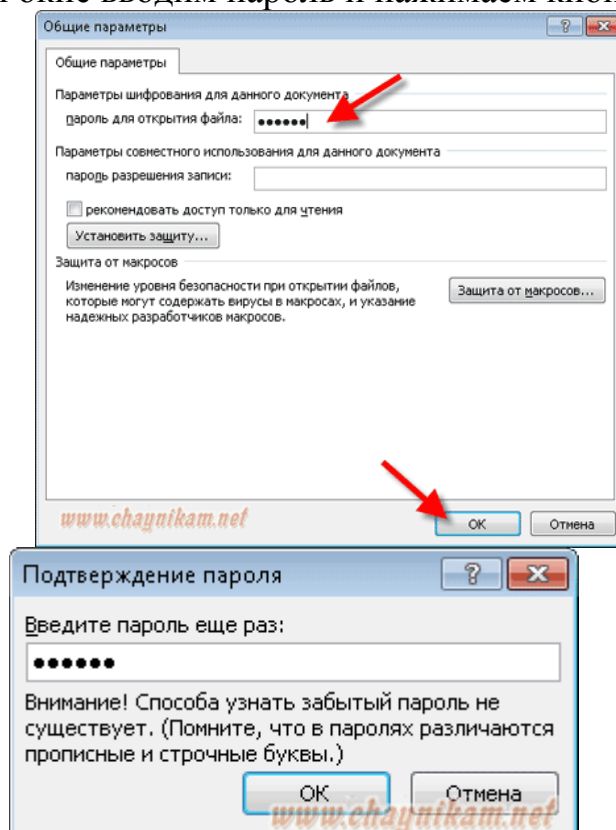 окне вводим пароль и нажимаем
Общие параметры
Общие параметры
Параметры шифрования для данного документа
пароль для открытия файла: ●●●●●●
Параметры совместного использования для данного документа
пароль разрешения записи:
рекомендовать доступ только для чтения
Установить защиту...
Защита от макросов
Изменение уровня безопасности при открытии файлов,
которые могут содержать вирусы в макросах, и указание
надежных разработчиков макросов.
Защита от макросов...
www.chaynikam.net
ОК Отмена
Подтверждение пароля
Введите пароль еще раз:
●●●●●●
Внимание! Способа узнать забытый пароль не
существует. (Помните, что в паролях различаются
прописные и строчные буквы.)
ОК Отмена
www.chaynikam.net